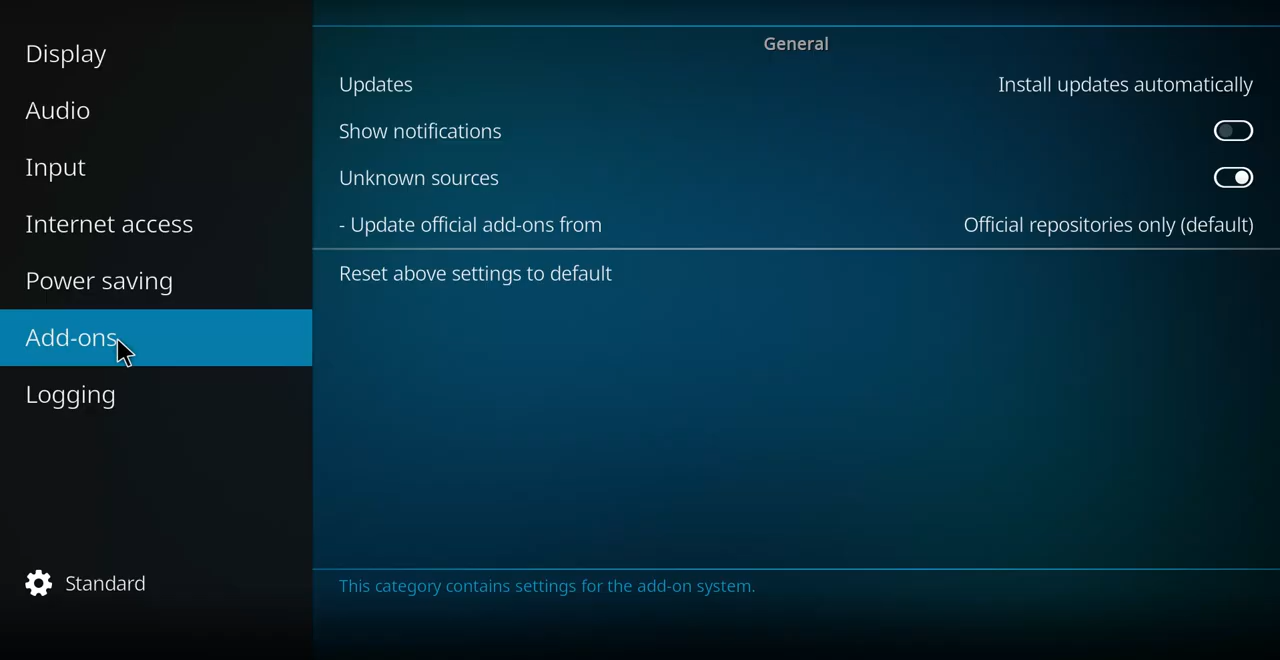 Display
Audio
Input
Internet access
Power saving
Add-ons
Logging
Standard
General
Updates Install updates automatically
Show notifications
Unknown sources
- Update official add-ons from Official repositories only (default)
Reset above settings to default
This category contains settings for the add-on system.